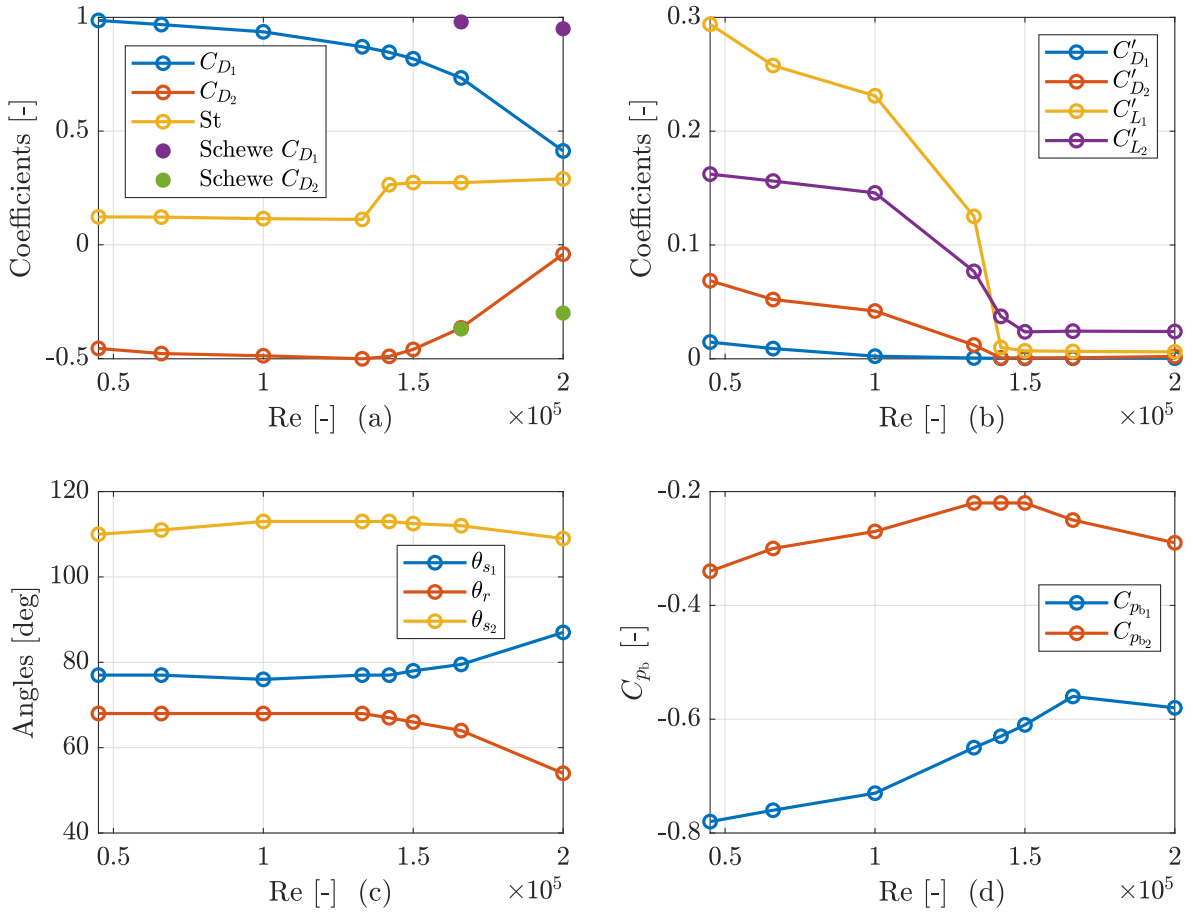 1
0.5
0
-0.5
Coefficients [-]
C_{D_1}
C_{D_2}
St
Schewe C_{D_1}
Schewe C_{D_2}
0.5
1
1.5
2
×10^5
Re [-] (a)
0.3
0.2
0.1
0
Coefficients [-]
C'_{D_1}
C'_{D_2}
C'_{L_1}
C'_{L_2}
0.5
1
1.5
2
×10^5
Re [-] (b)
120
100
80
60
40
Angles [deg]
θ_{s_1}
θ_r
θ_{s_2}
0.5
1
1.5
2
×10^5
Re [-] (c)
-0.2
-0.4
-0.6
-0.8
C_{p_b} [-]
C_{p_{b_1}}
C_{p_{b_2}}
0.5
1
1.5
2
×10^5
Re [-] (d)